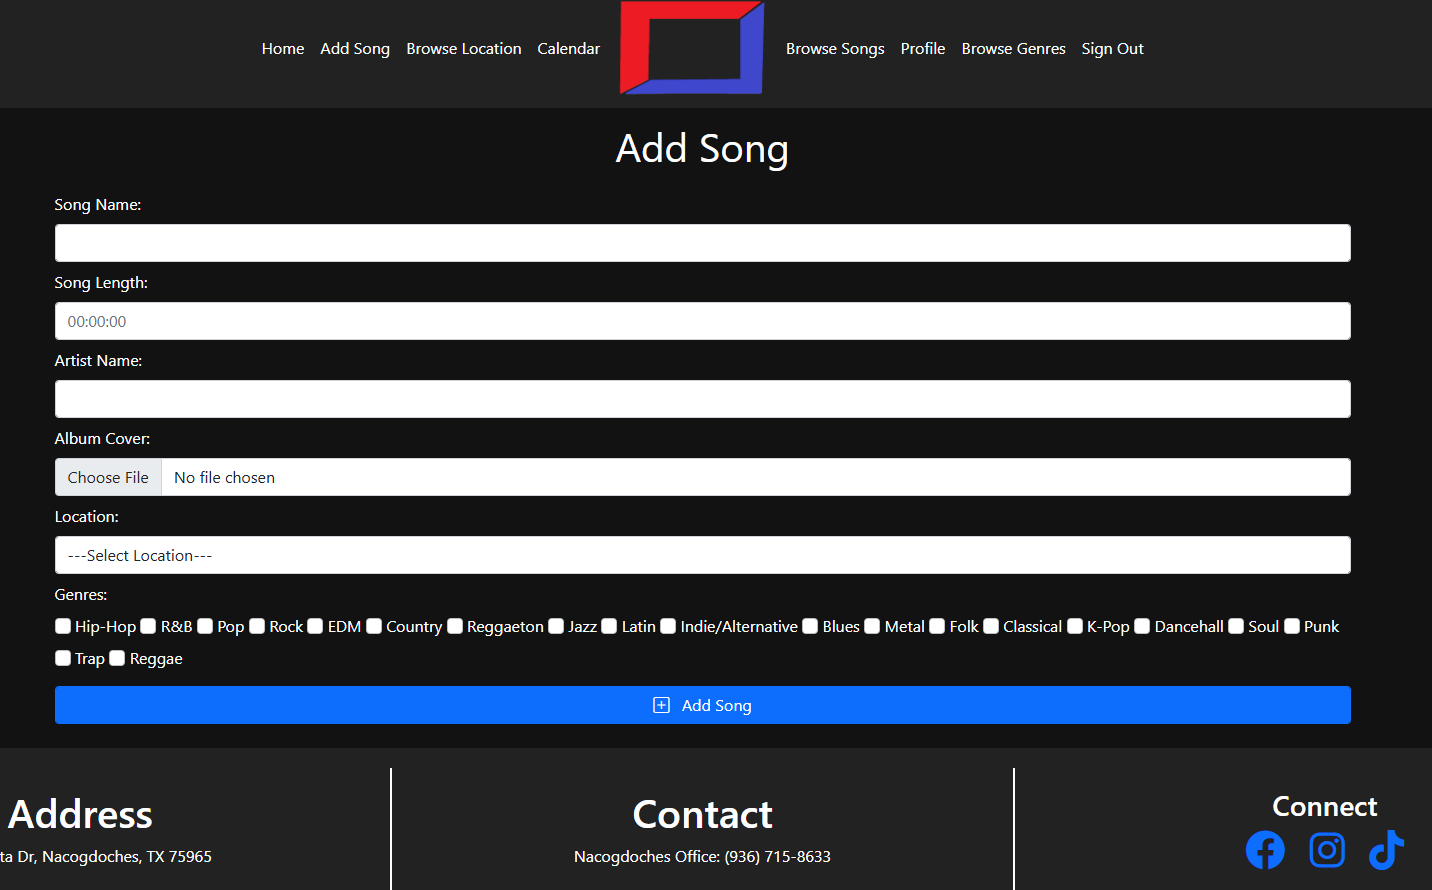 Home Add Song Browse Location Calendar Browse Songs Profile Browse Genres Sign Out
Add Song
Song Name:
Song Length:
00:00:00
Artist Name:
Album Cover:
Choose File No file chosen
Location:
---Select Location---
Genres:
Hip-Hop R&B Pop Rock EDM Country Reggaeton Jazz Latin Indie/Alternative Blues Metal Folk Classical K-Pop Dancehall Soul Punk
Trap Reggae
Add Song
Address
Dr, Nacogdoches, TX 75965
Contact
Nacogdoches Office: (936) 715-8633
Connect